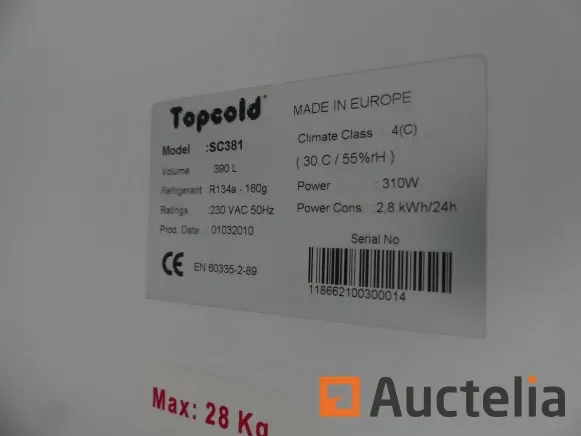 Topcold®
Model :SC381
Volume :390 L
Refrigerant :R134a - 160g
Ratings :230 VAC 50Hz
Prod. Date :01032010
CE EN 60335-2-89
MADE IN EUROPE
Climate Class : 4(C)
( 30 C / 55%rH )
Power : 310W
Power Cons :2,8 kWh/24h
Serial No
118662100300014
Max: 28 Kg
Auctelia